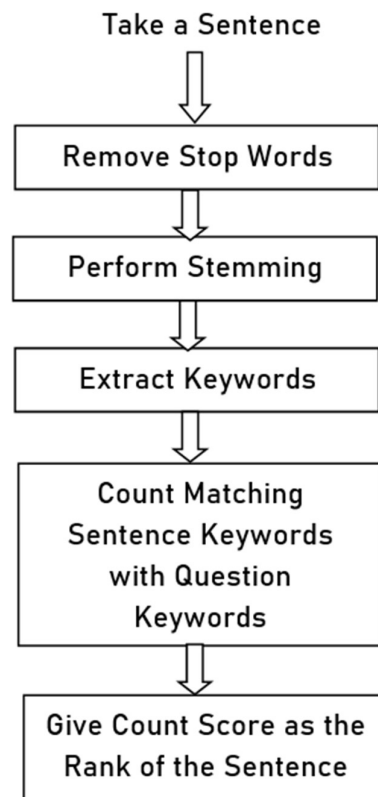 Take a Sentence
Remove Stop Words
Perform Stemming
Extract Keywords
Count Matching
Sentence Keywords
with Question
Keywords
Give Count Score as the
Rank of the Sentence